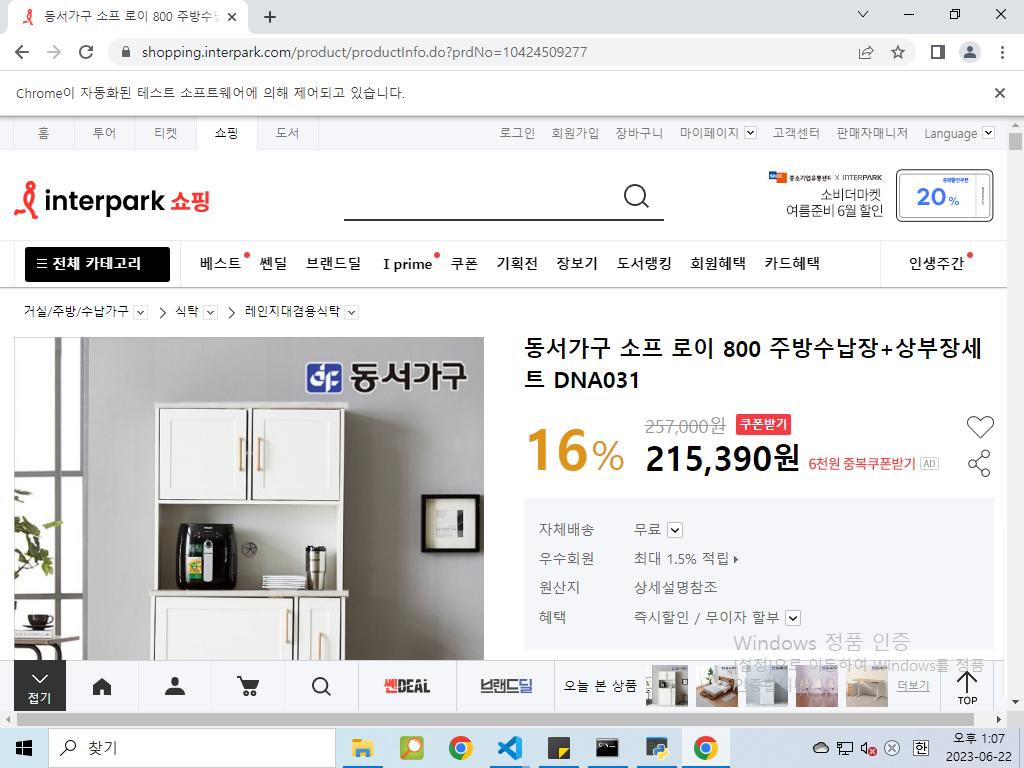 동서가구 소프 로이 800 주방수납
shopping.interpark.com/product/productInfo.do?prdNo=10424509277
Chrome이 자동화된 테스트 소프트웨어에 의해 제어되고 있습니다.
홈 투어 티켓 쇼핑 도서 로그인 회원가입 장바구니 마이페이지 고객센터 판매자매니저 Language
interpark 쇼핑
중소기업유통센터 X INTERPARK
소비더마켓
여름준비 6월 할인
20%
전체 카테고리 베스트 쎈딜 브랜드딜 I prime 쿠폰 기획전 장보기 도서랭킹 회원혜택 카드혜택 인생주간
거실/주방/수납가구 식탁 레인지대겸용식탁
동서가구
동서가구 소프 로이 800 주방수납장+상부장세
트 DNA031
16% 257,000원 쿠폰받기
215,390원 6천원 중복쿠폰받기 AD
자체배송 무료
우수회원 최대 1.5% 적립
원산지 상세설명참조
혜택 즉시할인 / 무이자 할부
Windows 정품 인증
[설정]으로 이동하여 Windows를 정품
접기
쎈DEAL
브랜드딜
오늘 본 상품
더보기
TOP
찾기
한
오후 1:07
2023-06-22